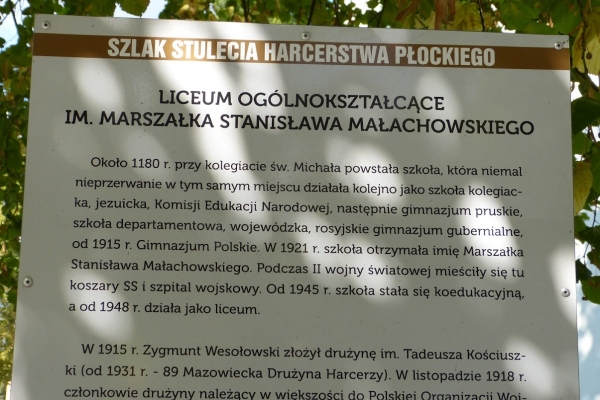 SZLAK STULECIA HARCERSTWA PŁOCKIEGO
LICEUM OGÓLNOKSZTAŁCĄCE
IM. MARSZAŁKA STANISŁAWA MAŁACHOWSKIEGO
Około 1180 r. przy kolegiacie św. Michała powstała szkoła, która niemal
nieprzerwanie w tym samym miejscu działała kolejno jako szkoła kolegiac-
ka, jezuicka, Komisji Edukacji Narodowej, następnie gimnazjum pruskie,
szkoła departamentowa, wojewódzka, rosyjskie gimnazjum gubernialne,
od 1915 r. Gimnazjum Polskie. W 1921 r. szkoła otrzymała imię Marszałka
Stanisława Małachowskiego. Podczas II wojny światowej mieściły się tu
koszary SS i szpital wojskowy. Od 1945 r. szkoła stała się koedukacyjną,
a od 1948 r. działa jako liceum.
W 1915 r. Zygmunt Wesołowski złożył drużynę im. Tadeusza Kościusz-
ki (od 1931 r. - 89 Mazowiecka Drużyna Harcerzy). W listopadzie 1918 r.
członkowie drużyny należący w większości do Polskiej Organizacji Woj-